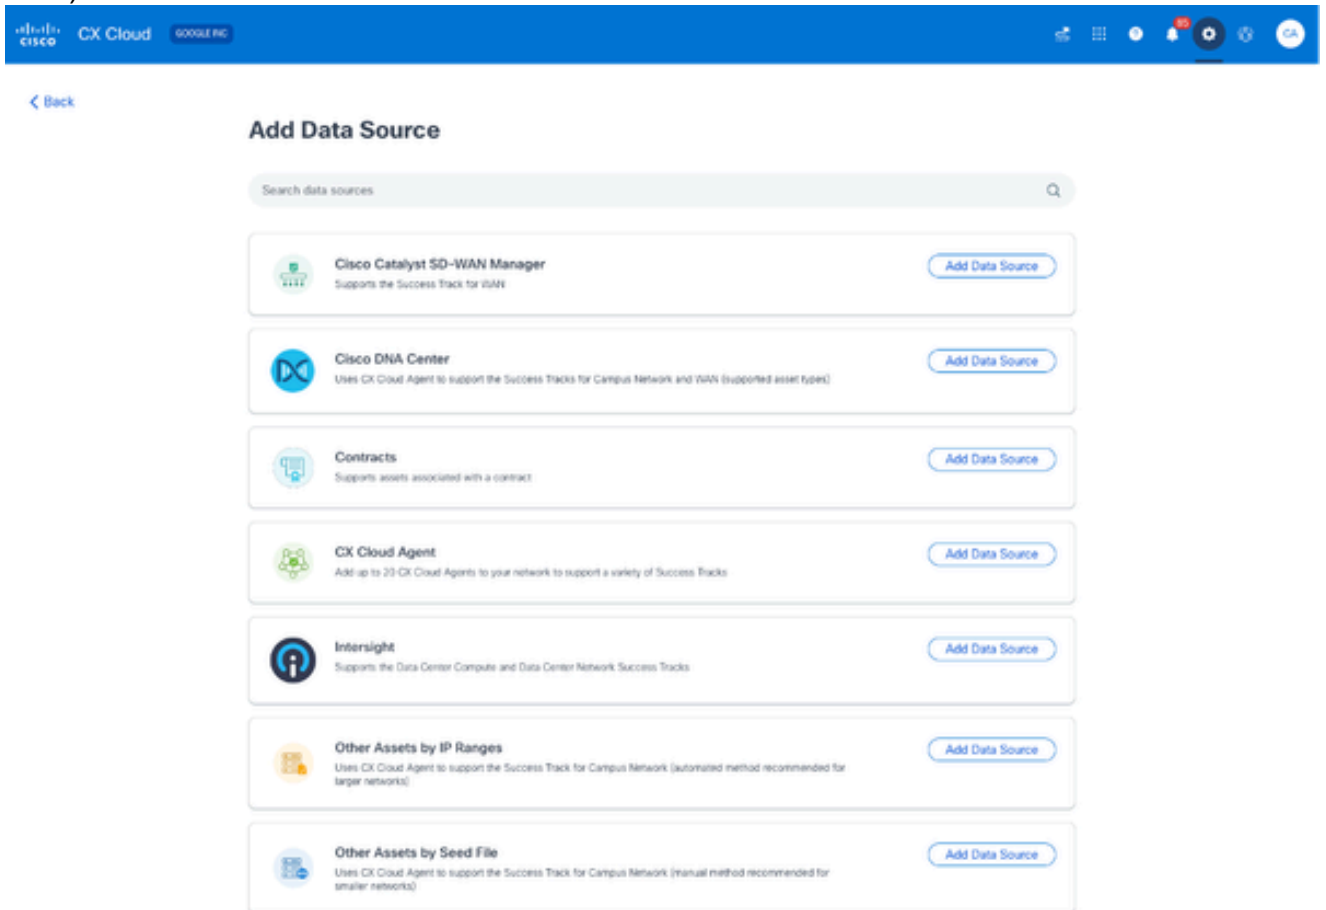 CISCO CX Cloud GOOGLE INC 85 CA
Back
Add Data Source
Search data sources
Cisco Catalyst SD-WAN Manager
Add Data Source
Supports the Success Track for WAN
Cisco DNA Center
Add Data Source
Uses CX Cloud Agent to support the Success Tracks for Campus Network and WAN (supported asset types)
Contracts
Add Data Source
Supports assets associated with a contract
CX Cloud Agent
Add Data Source
Add up to 20 CX Cloud Agents to your network to support a variety of Success Tracks
Intersight
Add Data Source
Supports the Data Center Compute and Data Center Network Success Tracks
Other Assets by IP Ranges
Add Data Source
Uses CX Cloud Agent to support the Success Track for Campus Network (automated method recommended for
larger networks)
Other Assets by Seed File
Add Data Source
Uses CX Cloud Agent to support the Success Track for Campus Network (manual method recommended for
smaller networks)